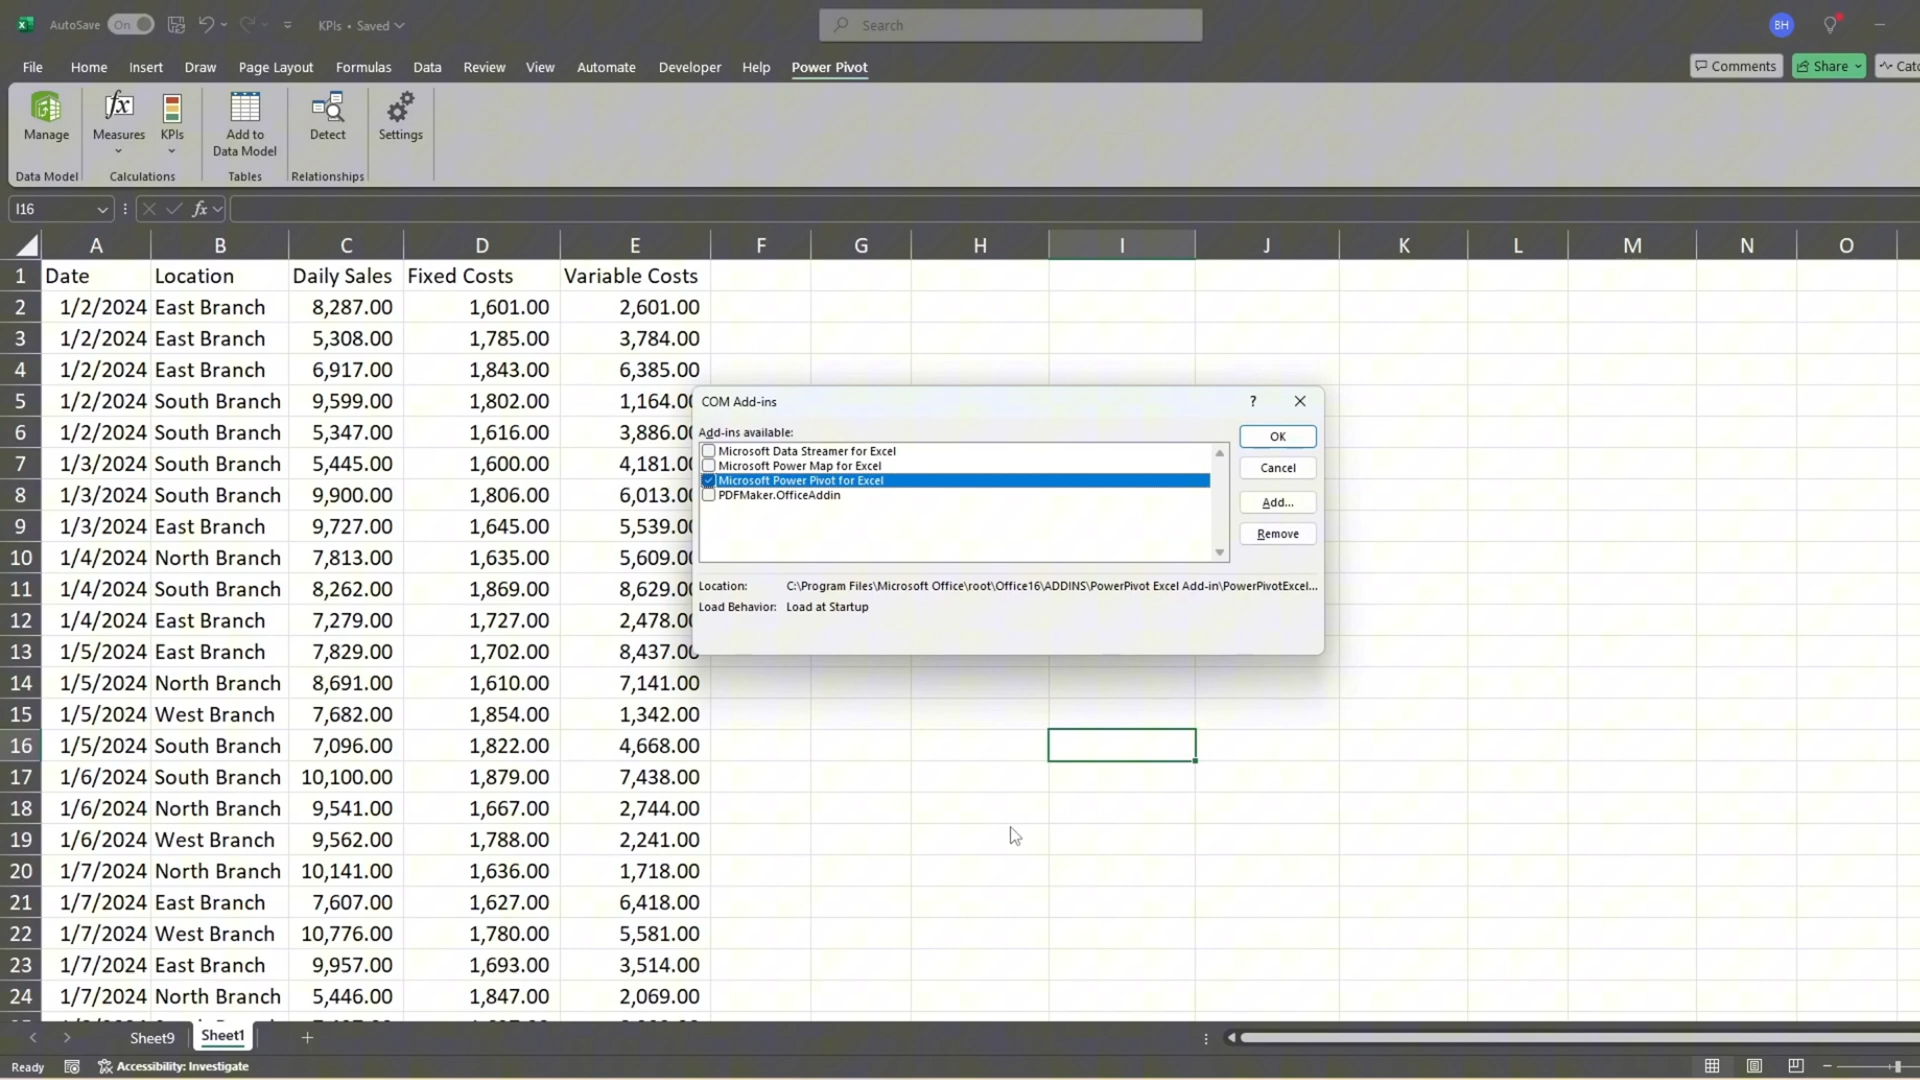 AutoSave On KPIs • Saved Search BH
File Home Insert Draw Page Layout Formulas Data Review View Automate Developer Help Power Pivot Comments Share
Manage Measures KPIs Add to Data Model Detect Settings
Data Model Calculations Tables Relationships
I16 fx
A B C D E F G H I J K L M N O
1 Date Location Daily Sales Fixed Costs Variable Costs
2 1/2/2024 East Branch 8,287.00 1,601.00 2,601.00
3 1/2/2024 East Branch 5,308.00 1,785.00 3,784.00
4 1/2/2024 East Branch 6,917.00 1,843.00 6,385.00
5 1/2/2024 South Branch 9,599.00 1,802.00 1,164.00
6 1/2/2024 South Branch 5,347.00 1,616.00 3,886.00
7 1/3/2024 South Branch 5,445.00 1,600.00 4,181.00
8 1/3/2024 South Branch 9,900.00 1,806.00 6,013.00
9 1/3/2024 East Branch 9,727.00 1,645.00 5,539.00
10 1/4/2024 North Branch 7,813.00 1,635.00 5,609.00
11 1/4/2024 South Branch 8,262.00 1,869.00 8,629.00
12 1/4/2024 East Branch 7,279.00 1,727.00 2,478.00
13 1/5/2024 East Branch 7,829.00 1,702.00 8,437.00
14 1/5/2024 North Branch 8,691.00 1,610.00 7,141.00
15 1/5/2024 West Branch 7,682.00 1,854.00 1,342.00
16 1/5/2024 South Branch 7,096.00 1,822.00 4,668.00
17 1/6/2024 South Branch 10,100.00 1,879.00 7,438.00
18 1/6/2024 North Branch 9,541.00 1,667.00 2,744.00
19 1/6/2024 West Branch 9,562.00 1,788.00 2,241.00
20 1/7/2024 North Branch 10,141.00 1,636.00 1,718.00
21 1/7/2024 East Branch 7,607.00 1,627.00 6,418.00
22 1/7/2024 West Branch 10,776.00 1,780.00 5,581.00
23 1/7/2024 East Branch 9,957.00 1,693.00 3,514.00
24 1/7/2024 North Branch 5,446.00 1,847.00 2,069.00
COM Add-ins ?
Add-ins available:
Microsoft Data Streamer for Excel
Microsoft Power Map for Excel
Microsoft Power Pivot for Excel
PDFMaker.OfficeAddin
OK
Cancel
Add...
Remove
Location: C:\Program Files\Microsoft Office\root\Office16\ADDINS\PowerPivot Excel Add-in\PowerPivotExcel...
Load Behavior: Load at Startup
Sheet9 Sheet1
Ready Accessibility: Investigate